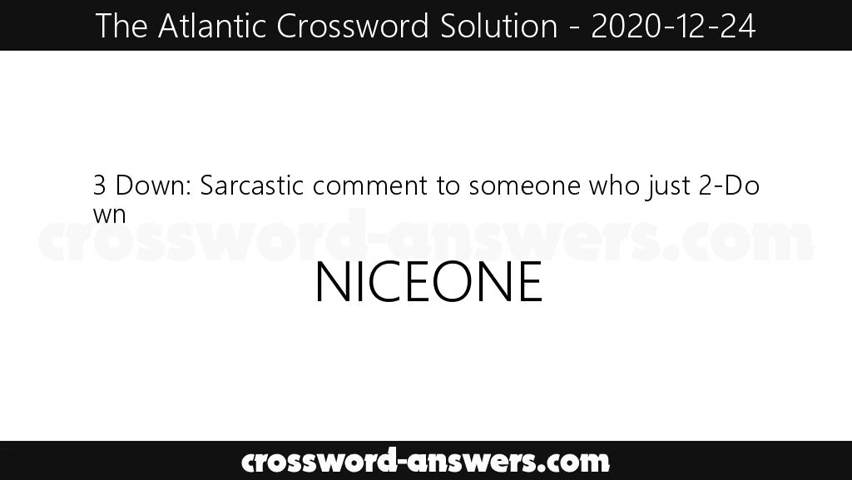 The Atlantic Crossword Solution - 2020-12-24
3 Down: Sarcastic comment to someone who just 2-Do
wn
crossword-answers.com
NICEONE
crossword-answers.com